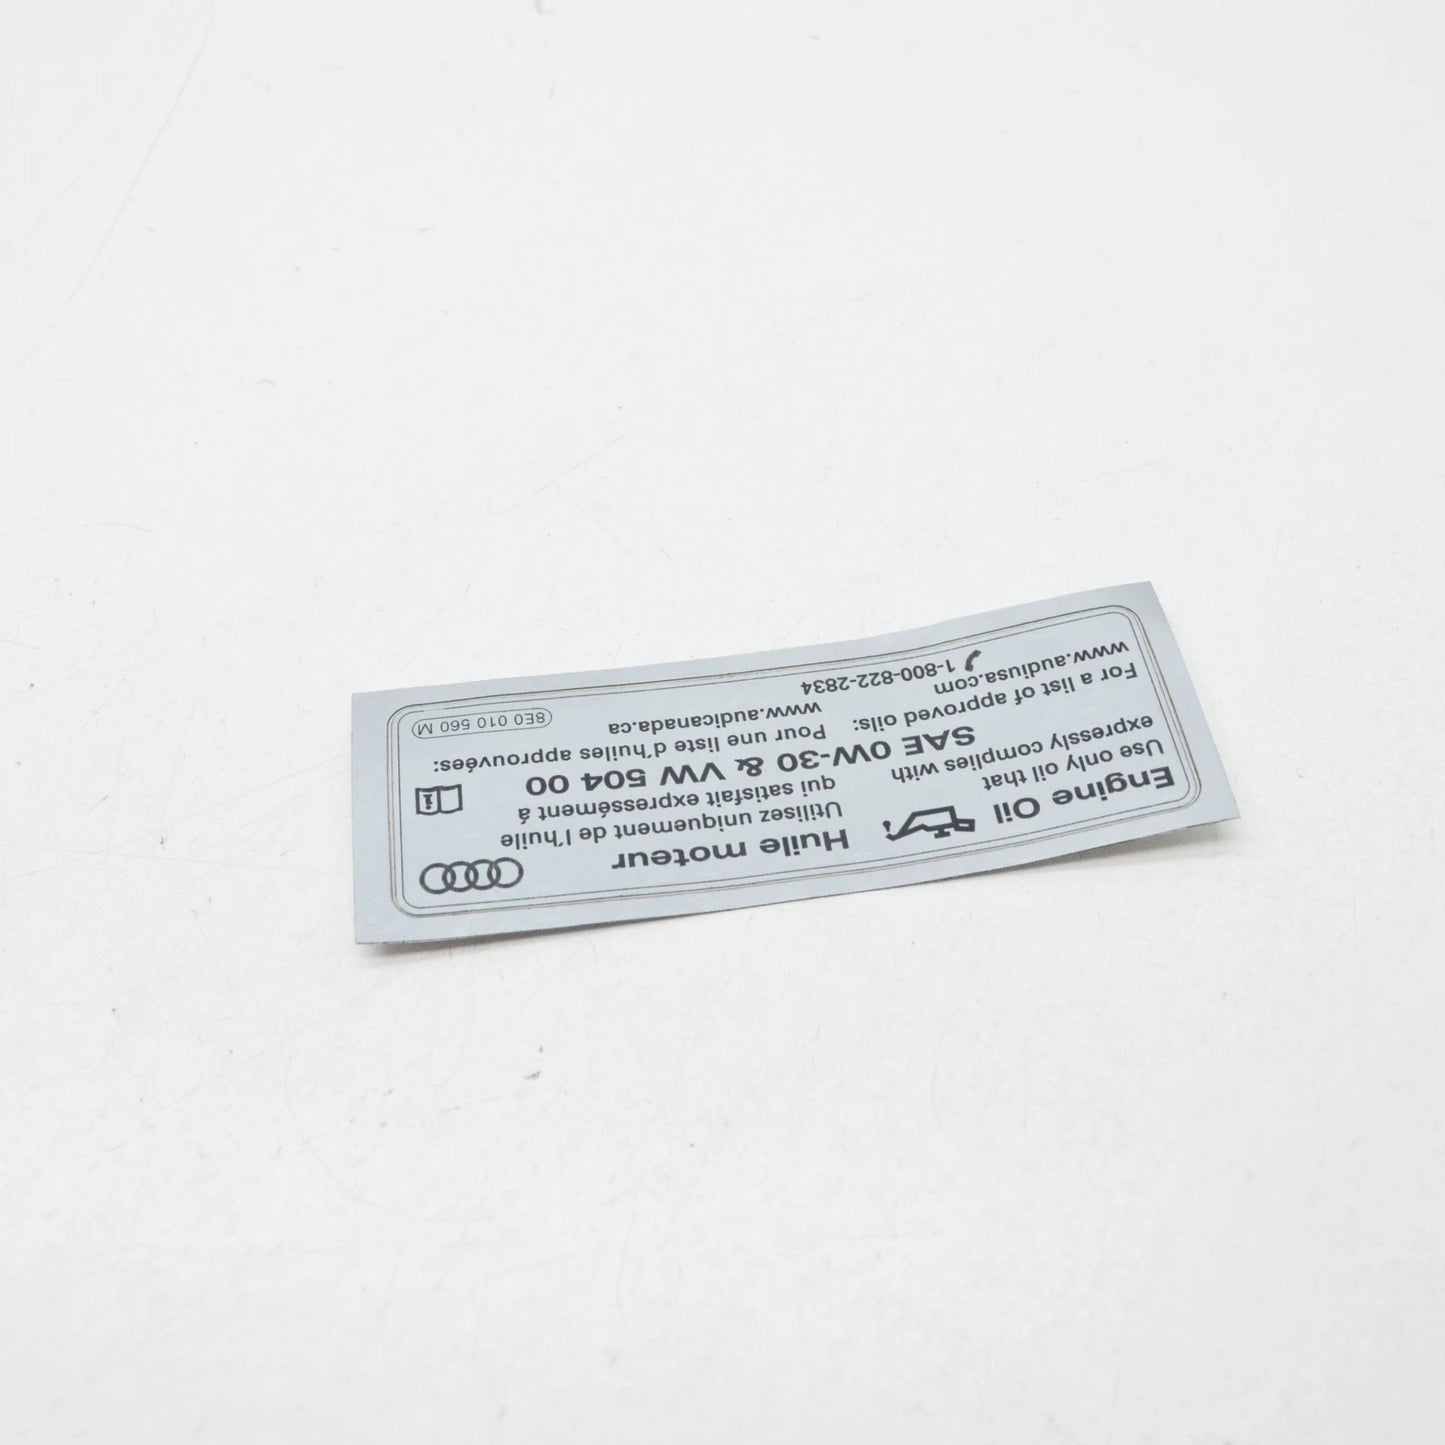 Engine Oil
Use only oil that
expressly complies with
Huile moteur
Utilisez uniquement de l'huile
qui satisfait expressément á
SAE 0W-30 & VW 504 00
For a list of approved oils:
www.audiusa.com
1-800-822-2834
Pour une liste d'huiles approuvées:
www.audicanada.ca
8E0 010 560 M